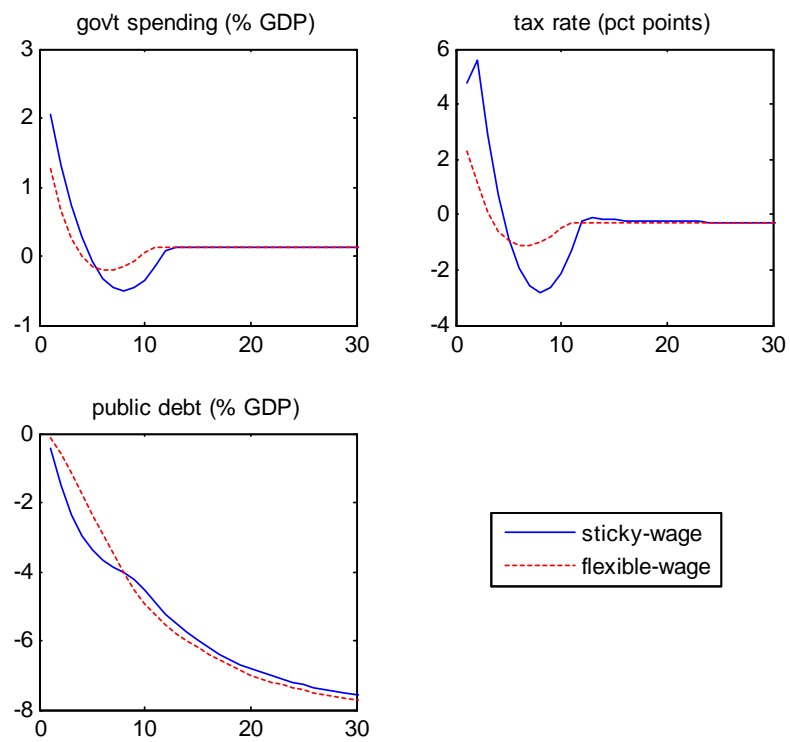 gov't spending (% GDP)
3
2
1
0
-1
0 10 20 30
tax rate (pct points)
6
4
2
0
-2
-4
0 10 20 30
public debt (% GDP)
0
-2
-4
-6
-8
0 10 20 30
sticky-wage
flexible-wage